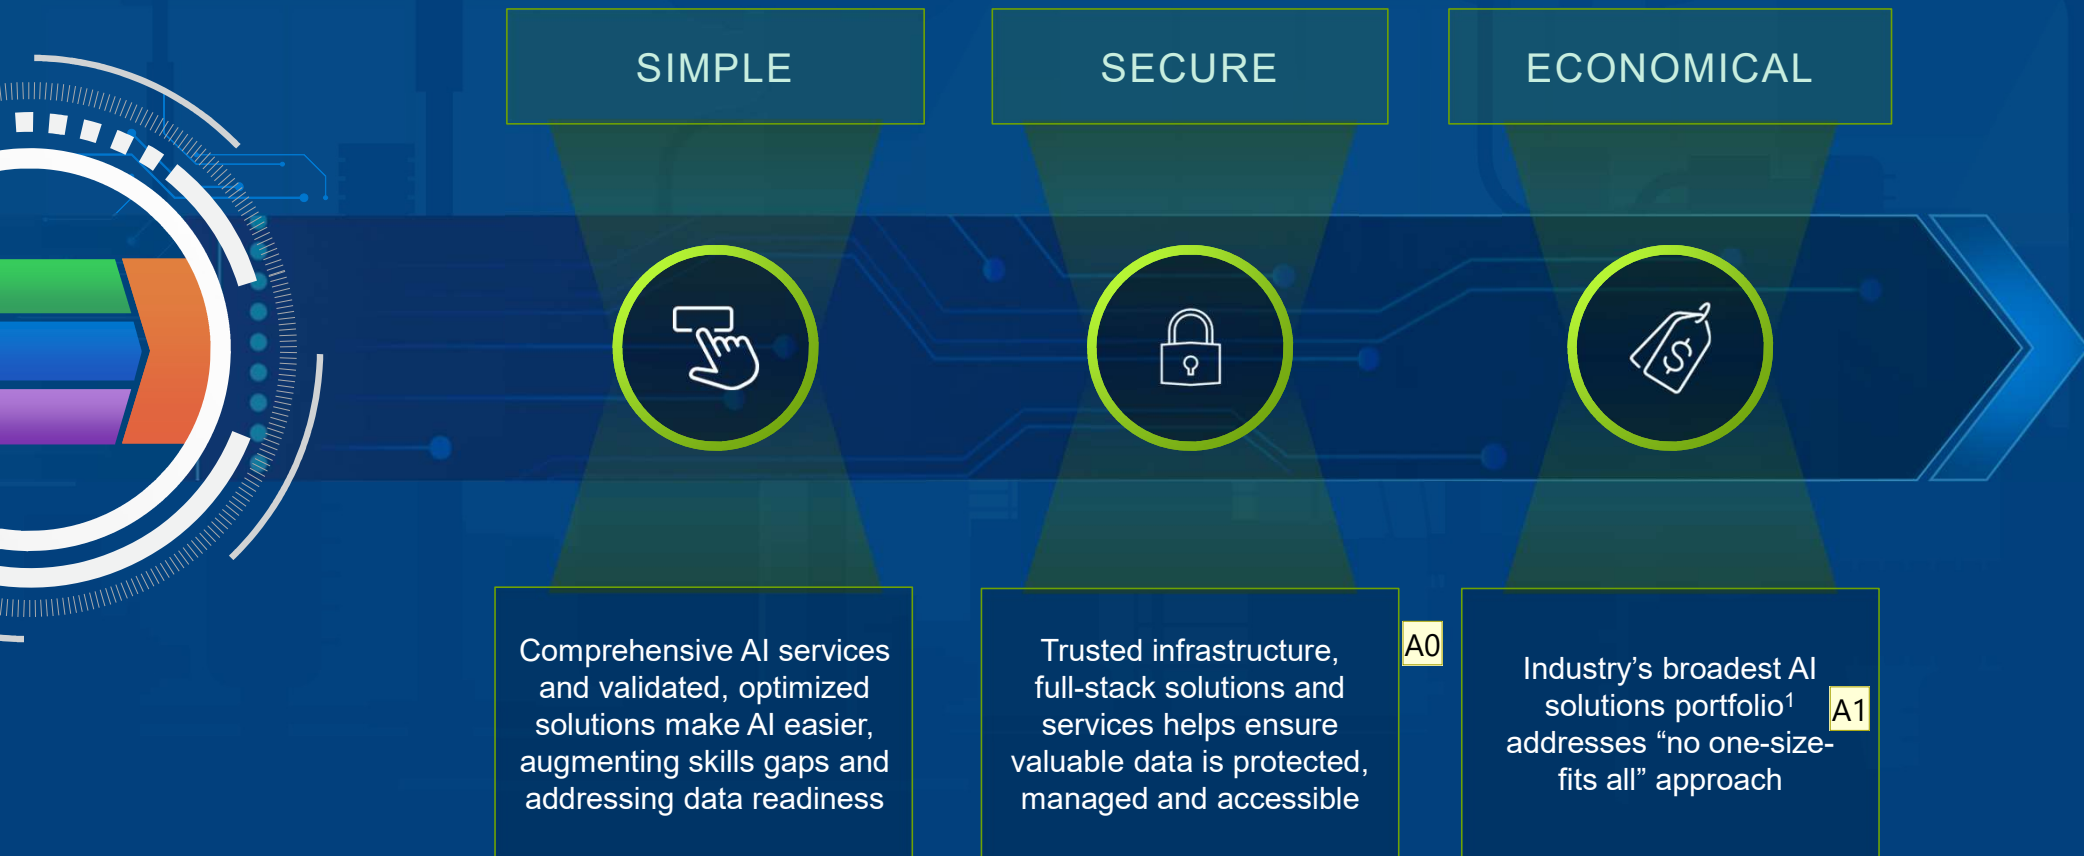 SIMPLE
SECURE
ECONOMICAL
Comprehensive AI services
and validated, optimized
solutions make AI easier,
augmenting skills gaps and
addressing data readiness
Trusted infrastructure,
full-stack solutions and
services helps ensure
valuable data is protected,
managed and accessible
A0
Industry’s broadest AI
solutions portfolio¹
addresses “no one-size-
fits all” approach
A1